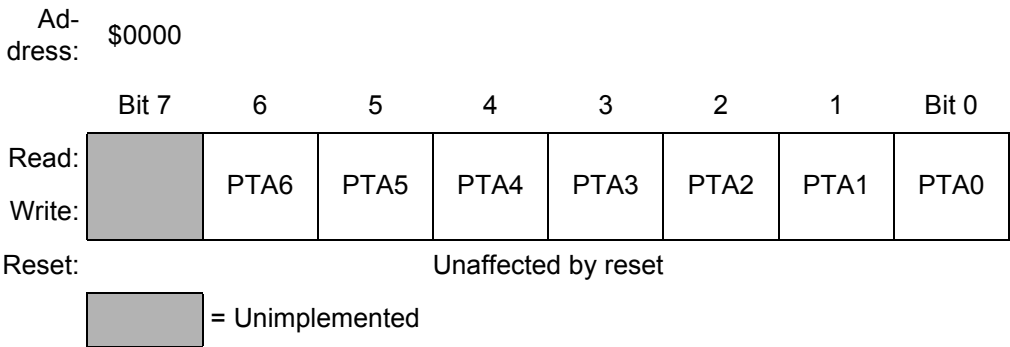 Ad-
dress: $0000
Bit 7 6 5 4 3 2 1 Bit 0
Read:
PTA6 PTA5 PTA4 PTA3 PTA2 PTA1 PTA0
Write:
Reset: Unaffected by reset
= Unimplemented